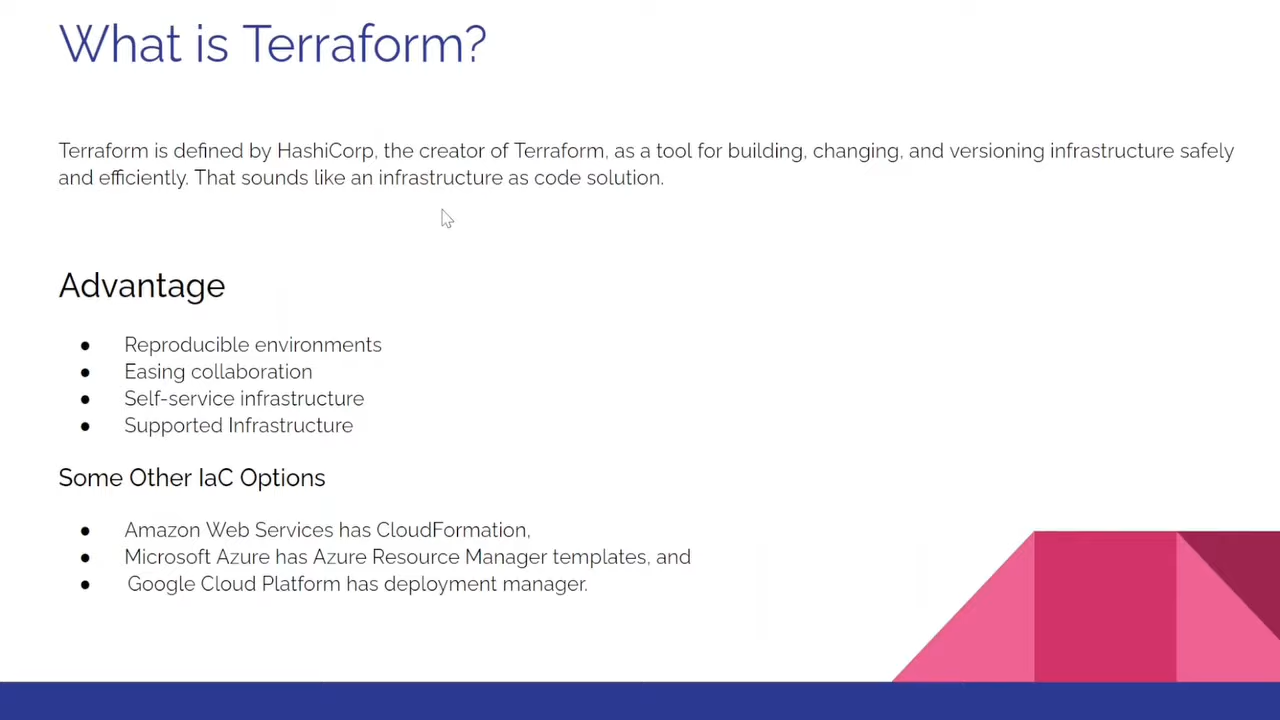 What is Terraform?
Terraform is defined by HashiCorp, the creator of Terraform, as a tool for building, changing, and versioning infrastructure safely
and efficiently. That sounds like an infrastructure as code solution.
Advantage
● Reproducible environments
● Easing collaboration
● Self-service infrastructure
● Supported Infrastructure
Some Other IaC Options
● Amazon Web Services has CloudFormation,
● Microsoft Azure has Azure Resource Manager templates, and
● Google Cloud Platform has deployment manager.